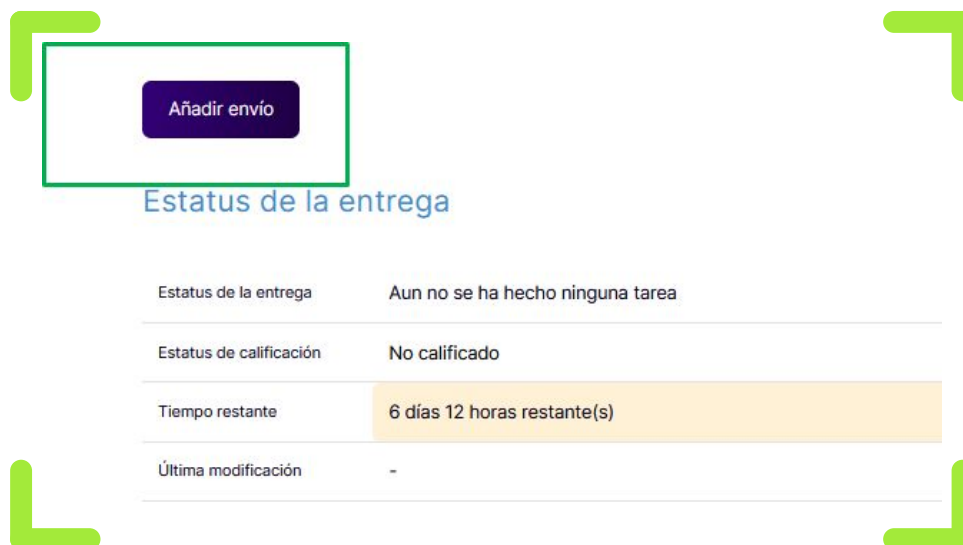 Añadir envío
Estatus de la entrega
Estatus de la entrega Aun no se ha hecho ninguna tarea
Estatus de calificación No calificado
Tiempo restante 6 días 12 horas restante(s)
Última modificación -